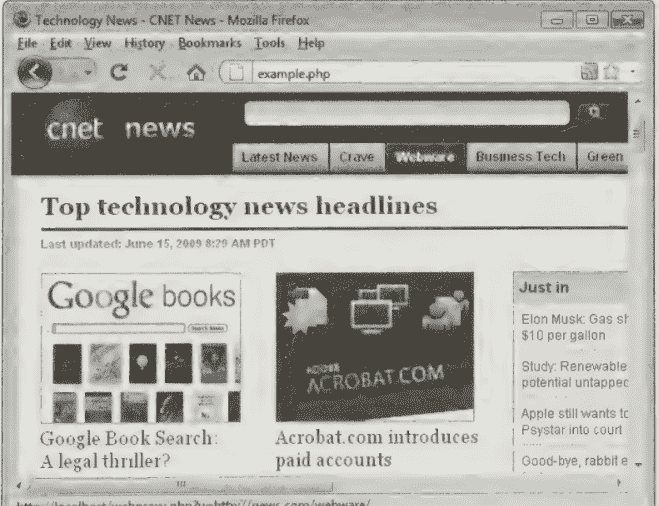 Technology News - CNET News - Mozilla Firefox
File Edit View History Bookmarks Tools Help
example.php
cnet news
Latest News Crave Webware Business Tech Green
Top technology news headlines
Last updated: June 15, 2009 8:29 AM PDT
Google books
Search Books
ADOBE
ACROBAT.COM
Google Book Search:
A legal thriller?
Acrobat.com introduces
paid accounts
Just in
Elon Musk: Gas sh
$10 per gallon
Study: Renewable
potential untapped
Apple still wants to
Psystar into court
Good-bye, rabbit e